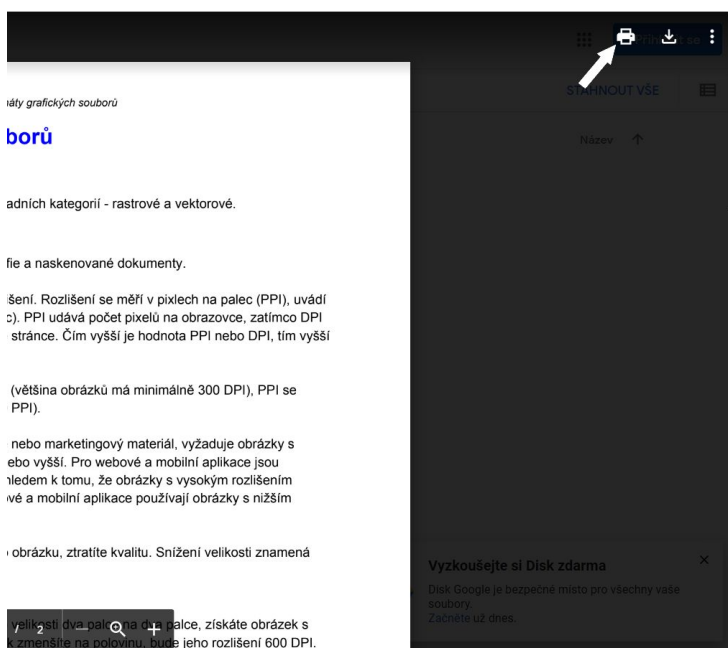 Přihlásit se
STÁHNOUT VŠE
Název
áty grafických souborů
borů
adních kategorií - rastrové a vektorové.
fie a naskenované dokumenty.
išení. Rozlišení se měří v pixlech na palec (PPI), uvádí
c). PPI udává počet pixelů na obrazovce, zatímco DPI
stránce. Čím vyšší je hodnota PPI nebo DPI, tím vyšší
(většina obrázků má minimálně 300 DPI), PPI se
PPI).
nebo marketingový materiál, vyžaduje obrázky s
ebo vyšší. Pro webové a mobilní aplikace jsou
hledem k tomu, že obrázky s vysokým rozlišením
ové a mobilní aplikace používají obrázky s nižším
obrázku, ztratíte kvalitu. Snížení velikosti znamená
velikosti dva palce na dva palce, získáte obrázek s
k zmenšíte na polovinu, bude jeho rozlišení 600 DPI.
/ 2
Vyzkoušejte si Disk zdarma
Disk Google je bezpečné místo pro všechny vaše
soubory.
Začněte už dnes.